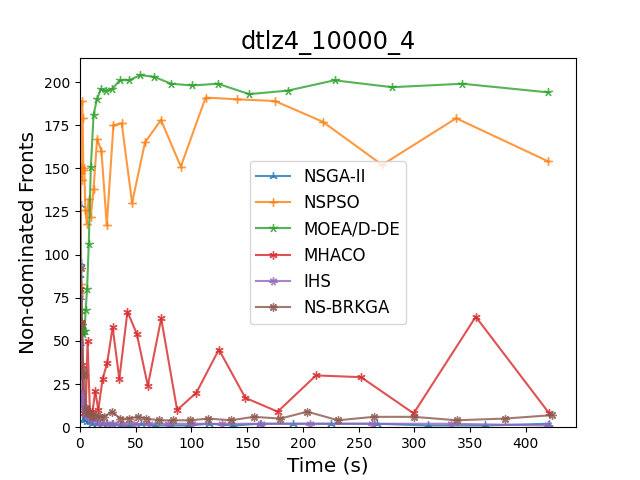 dtlz4_10000_4
Non-dominated Fronts
200
175
150
125
100
75
50
25
0
NSGA-II
NSPSO
MOEA/D-DE
MHACO
IHS
NS-BRKGA
0 50 100 150 200 250 300 350 400
Time (s)